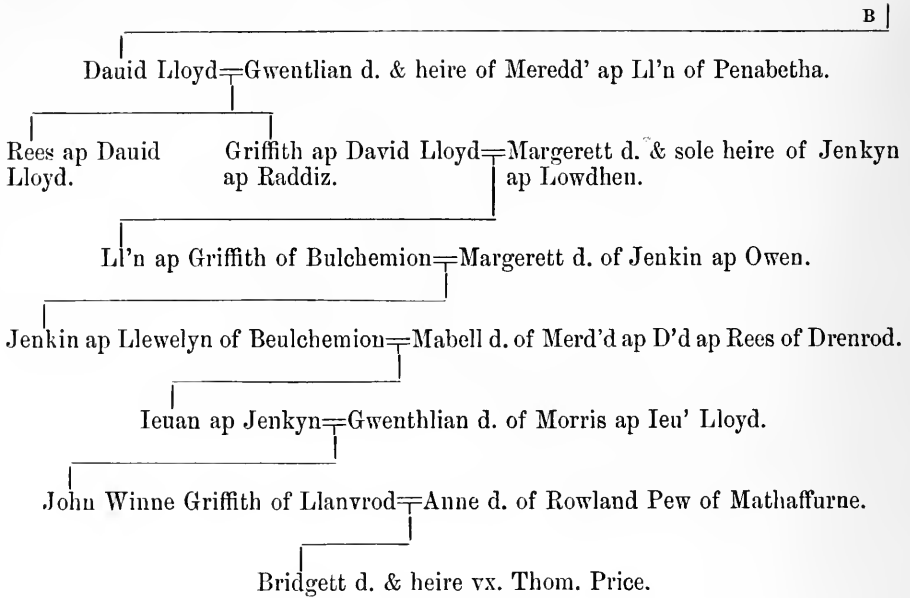 B
Dauid Lloyd=Gwentlian d. & heire of Meredd' ap Ll'n of Penabetha.
Rees ap Dauid Griffith ap David Lloyd=Margerett d. & sole heire of Jenkyn
Lloyd. ap Raddiz. ap Lowdhen.
Ll'n ap Griffith of Bulchemion=Margerett d. of Jenkin ap Owen.
Jenkin ap Llewelyn of Beulchemion=Mabell d. of Merd'd ap D'd ap Rees of Drenrod.
Ieuan ap Jenkyn=Gwenthlian d. of Morris ap Ieu' Lloyd.
John Winne Griffith of Llanvrod=Anne d. of Rowland Pew of Mathaffurne.
Bridgett d. & heire vx. Thom. Price.